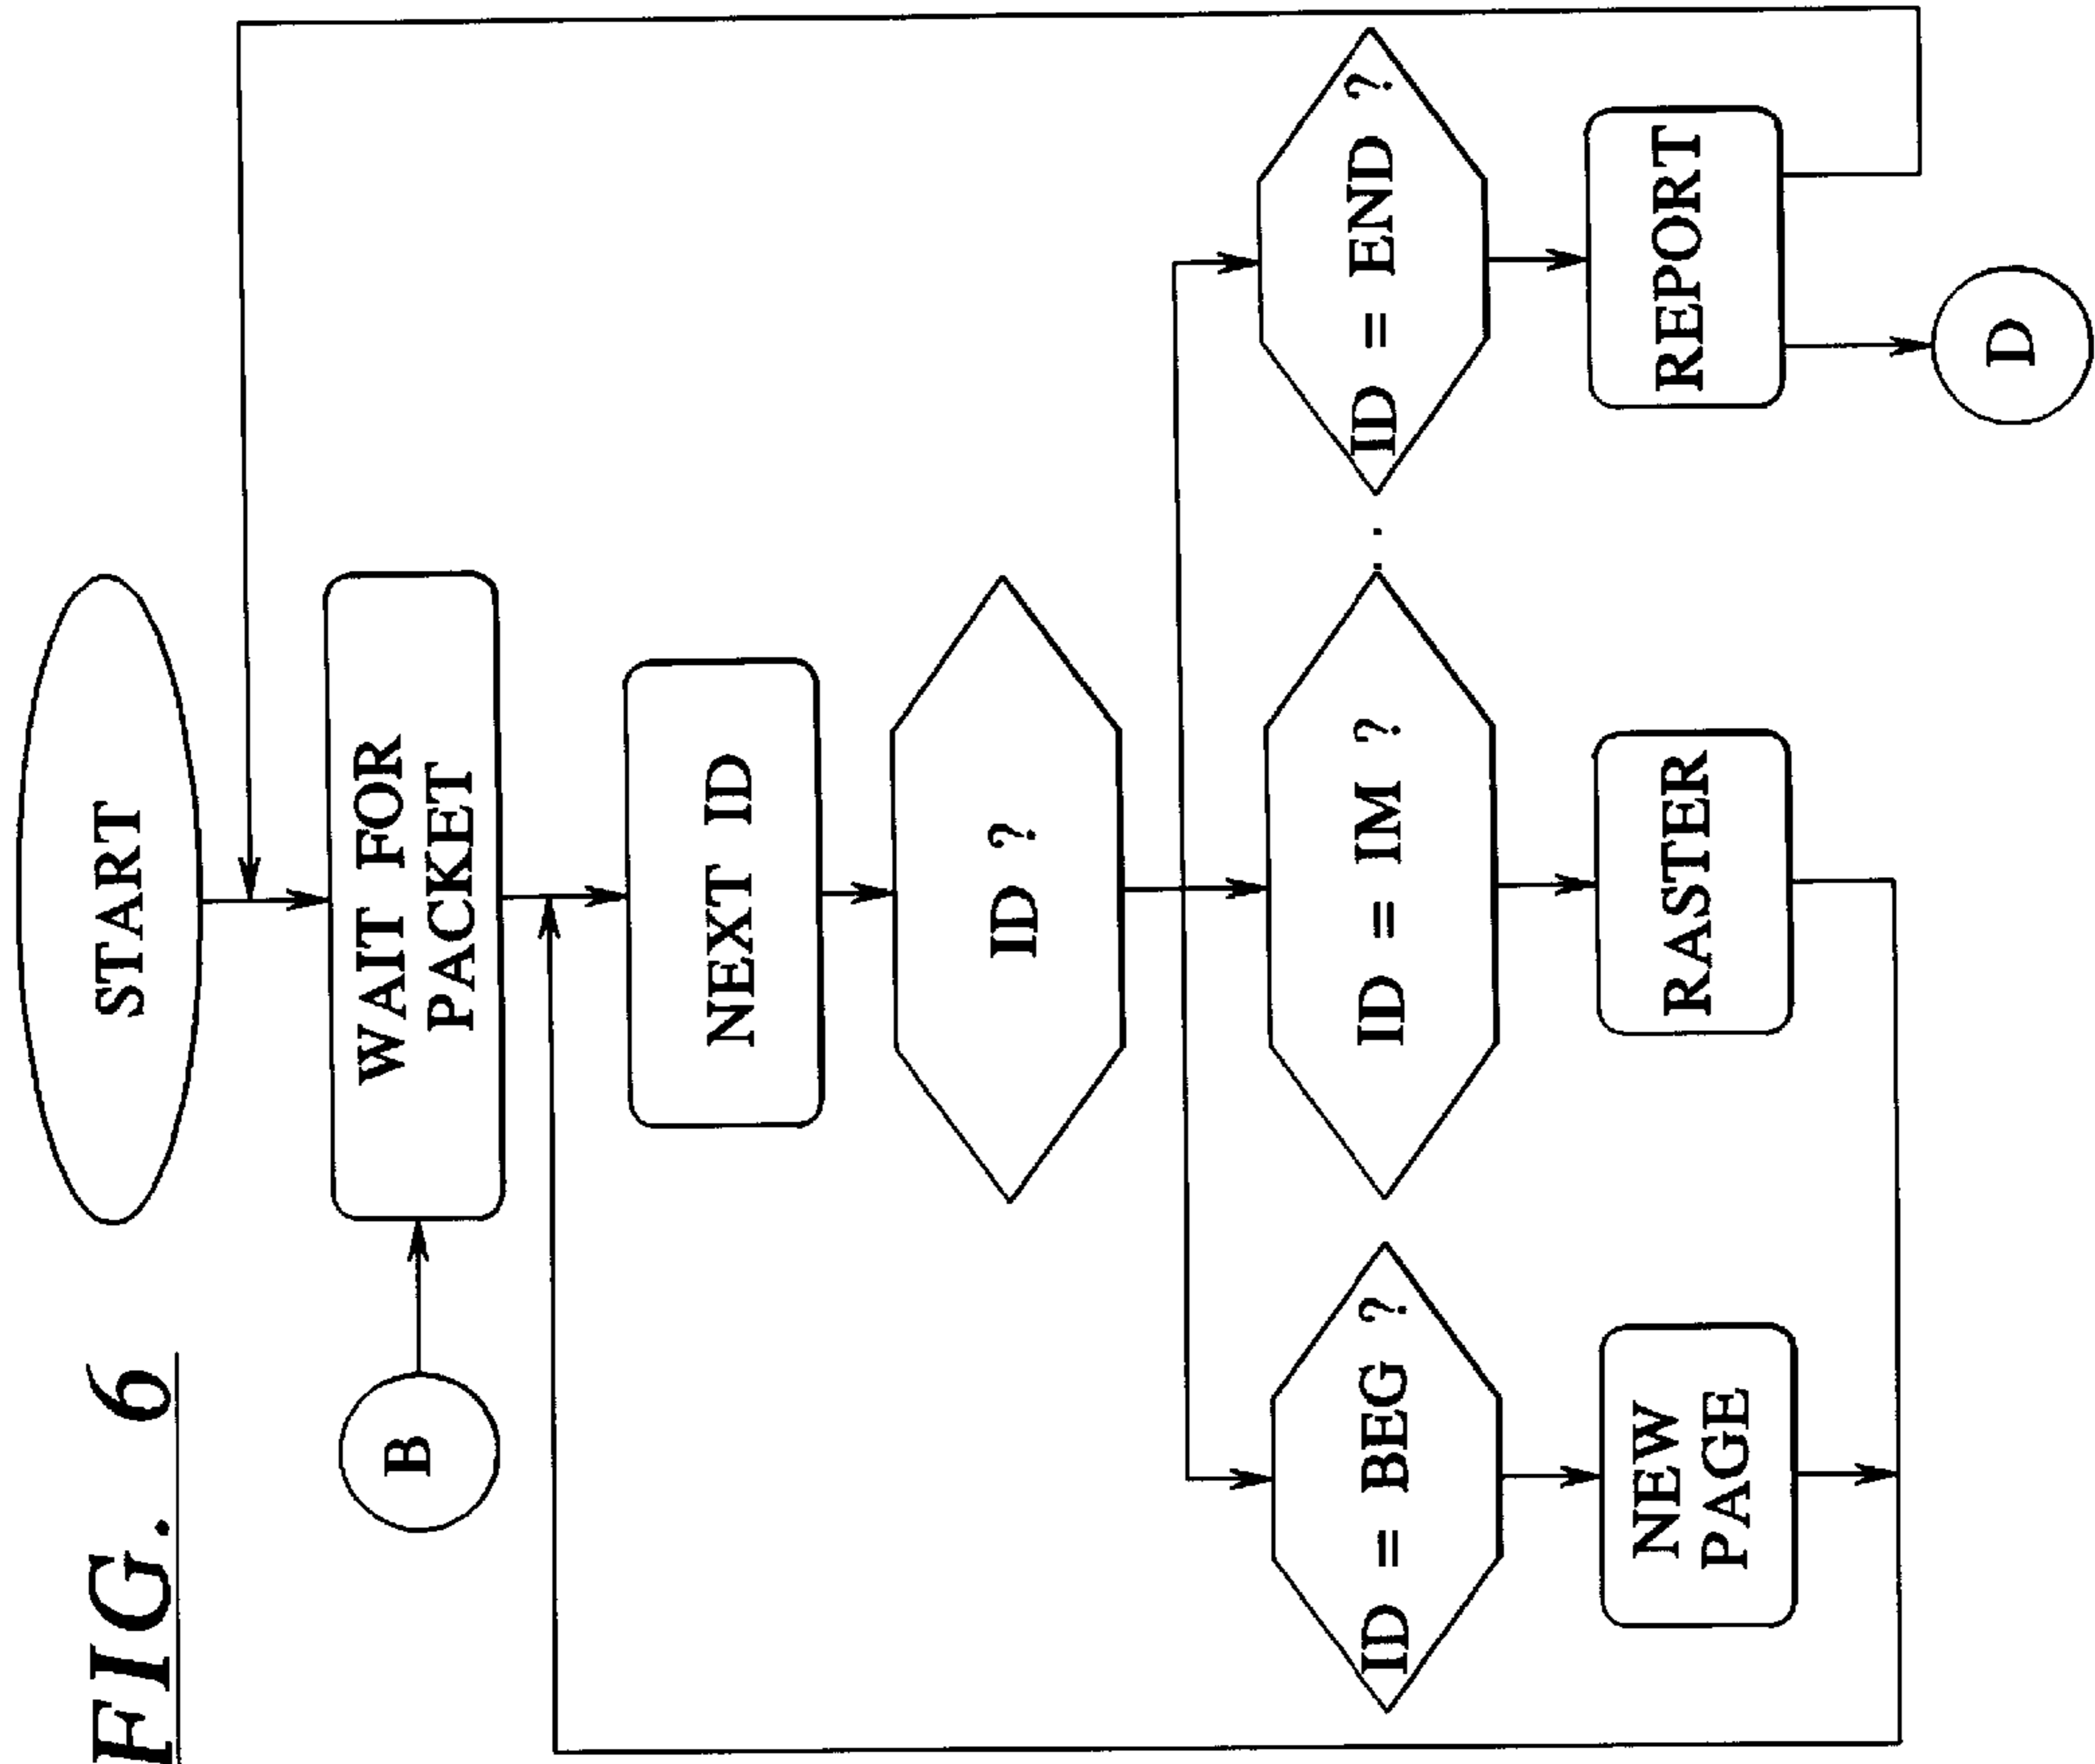 FIG. 6
START
B
WAIT FOR
PACKET
NEXT ID
ID ?
ID = BEG ?
ID = IM ?
. .
ID = END ?
NEW
PAGE
RASTER
REPORT
D